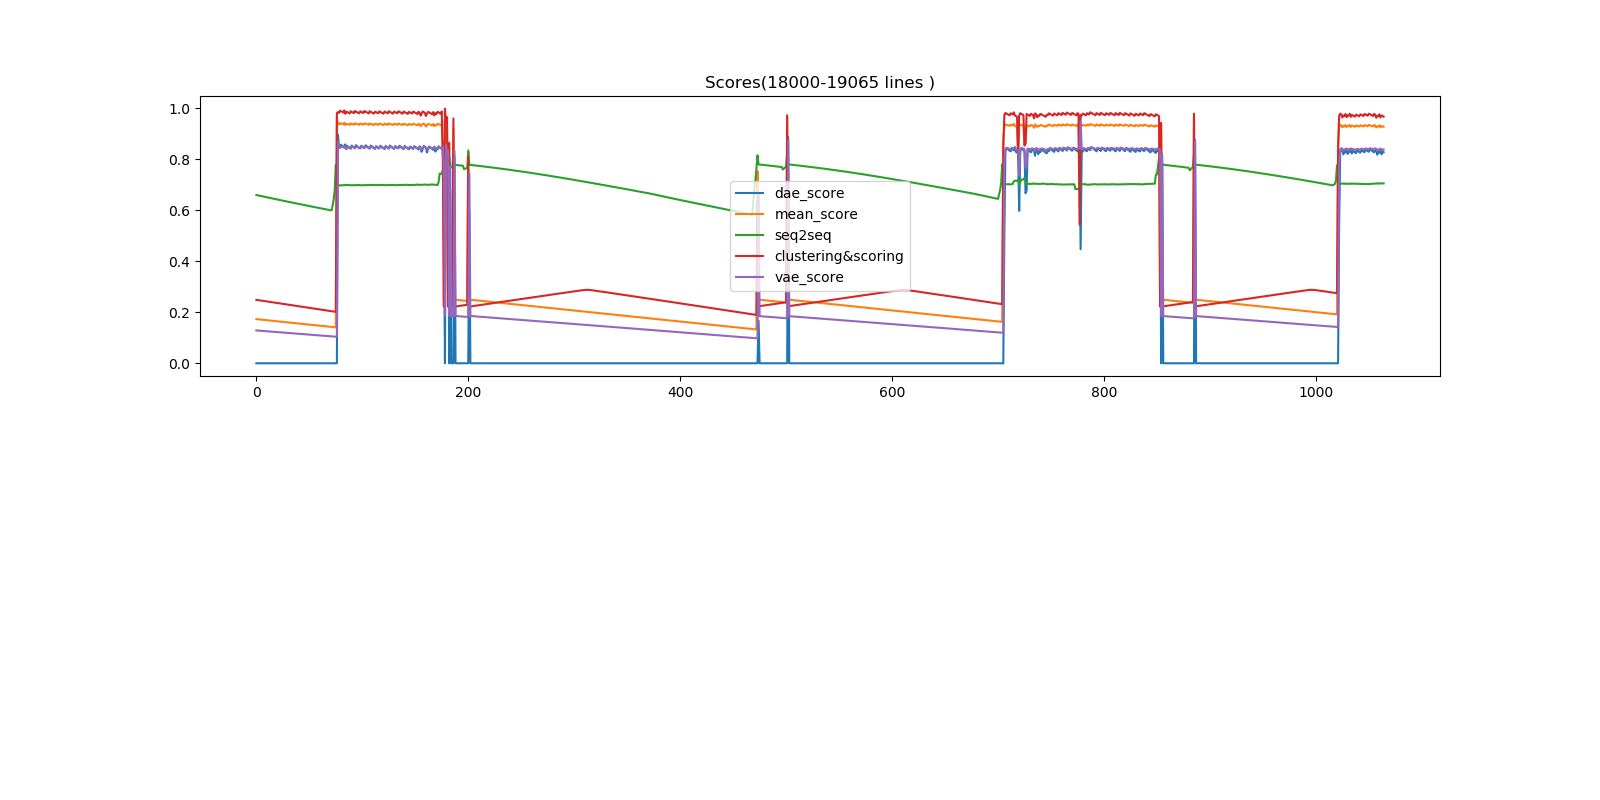 Scores(18000-19065 lines )
1.0
0.8
0.6
0.4
0.2
0.0
dae_score
mean_score
seq2seq
clustering&scoring
vae_score
0 200 400 600 800 1000